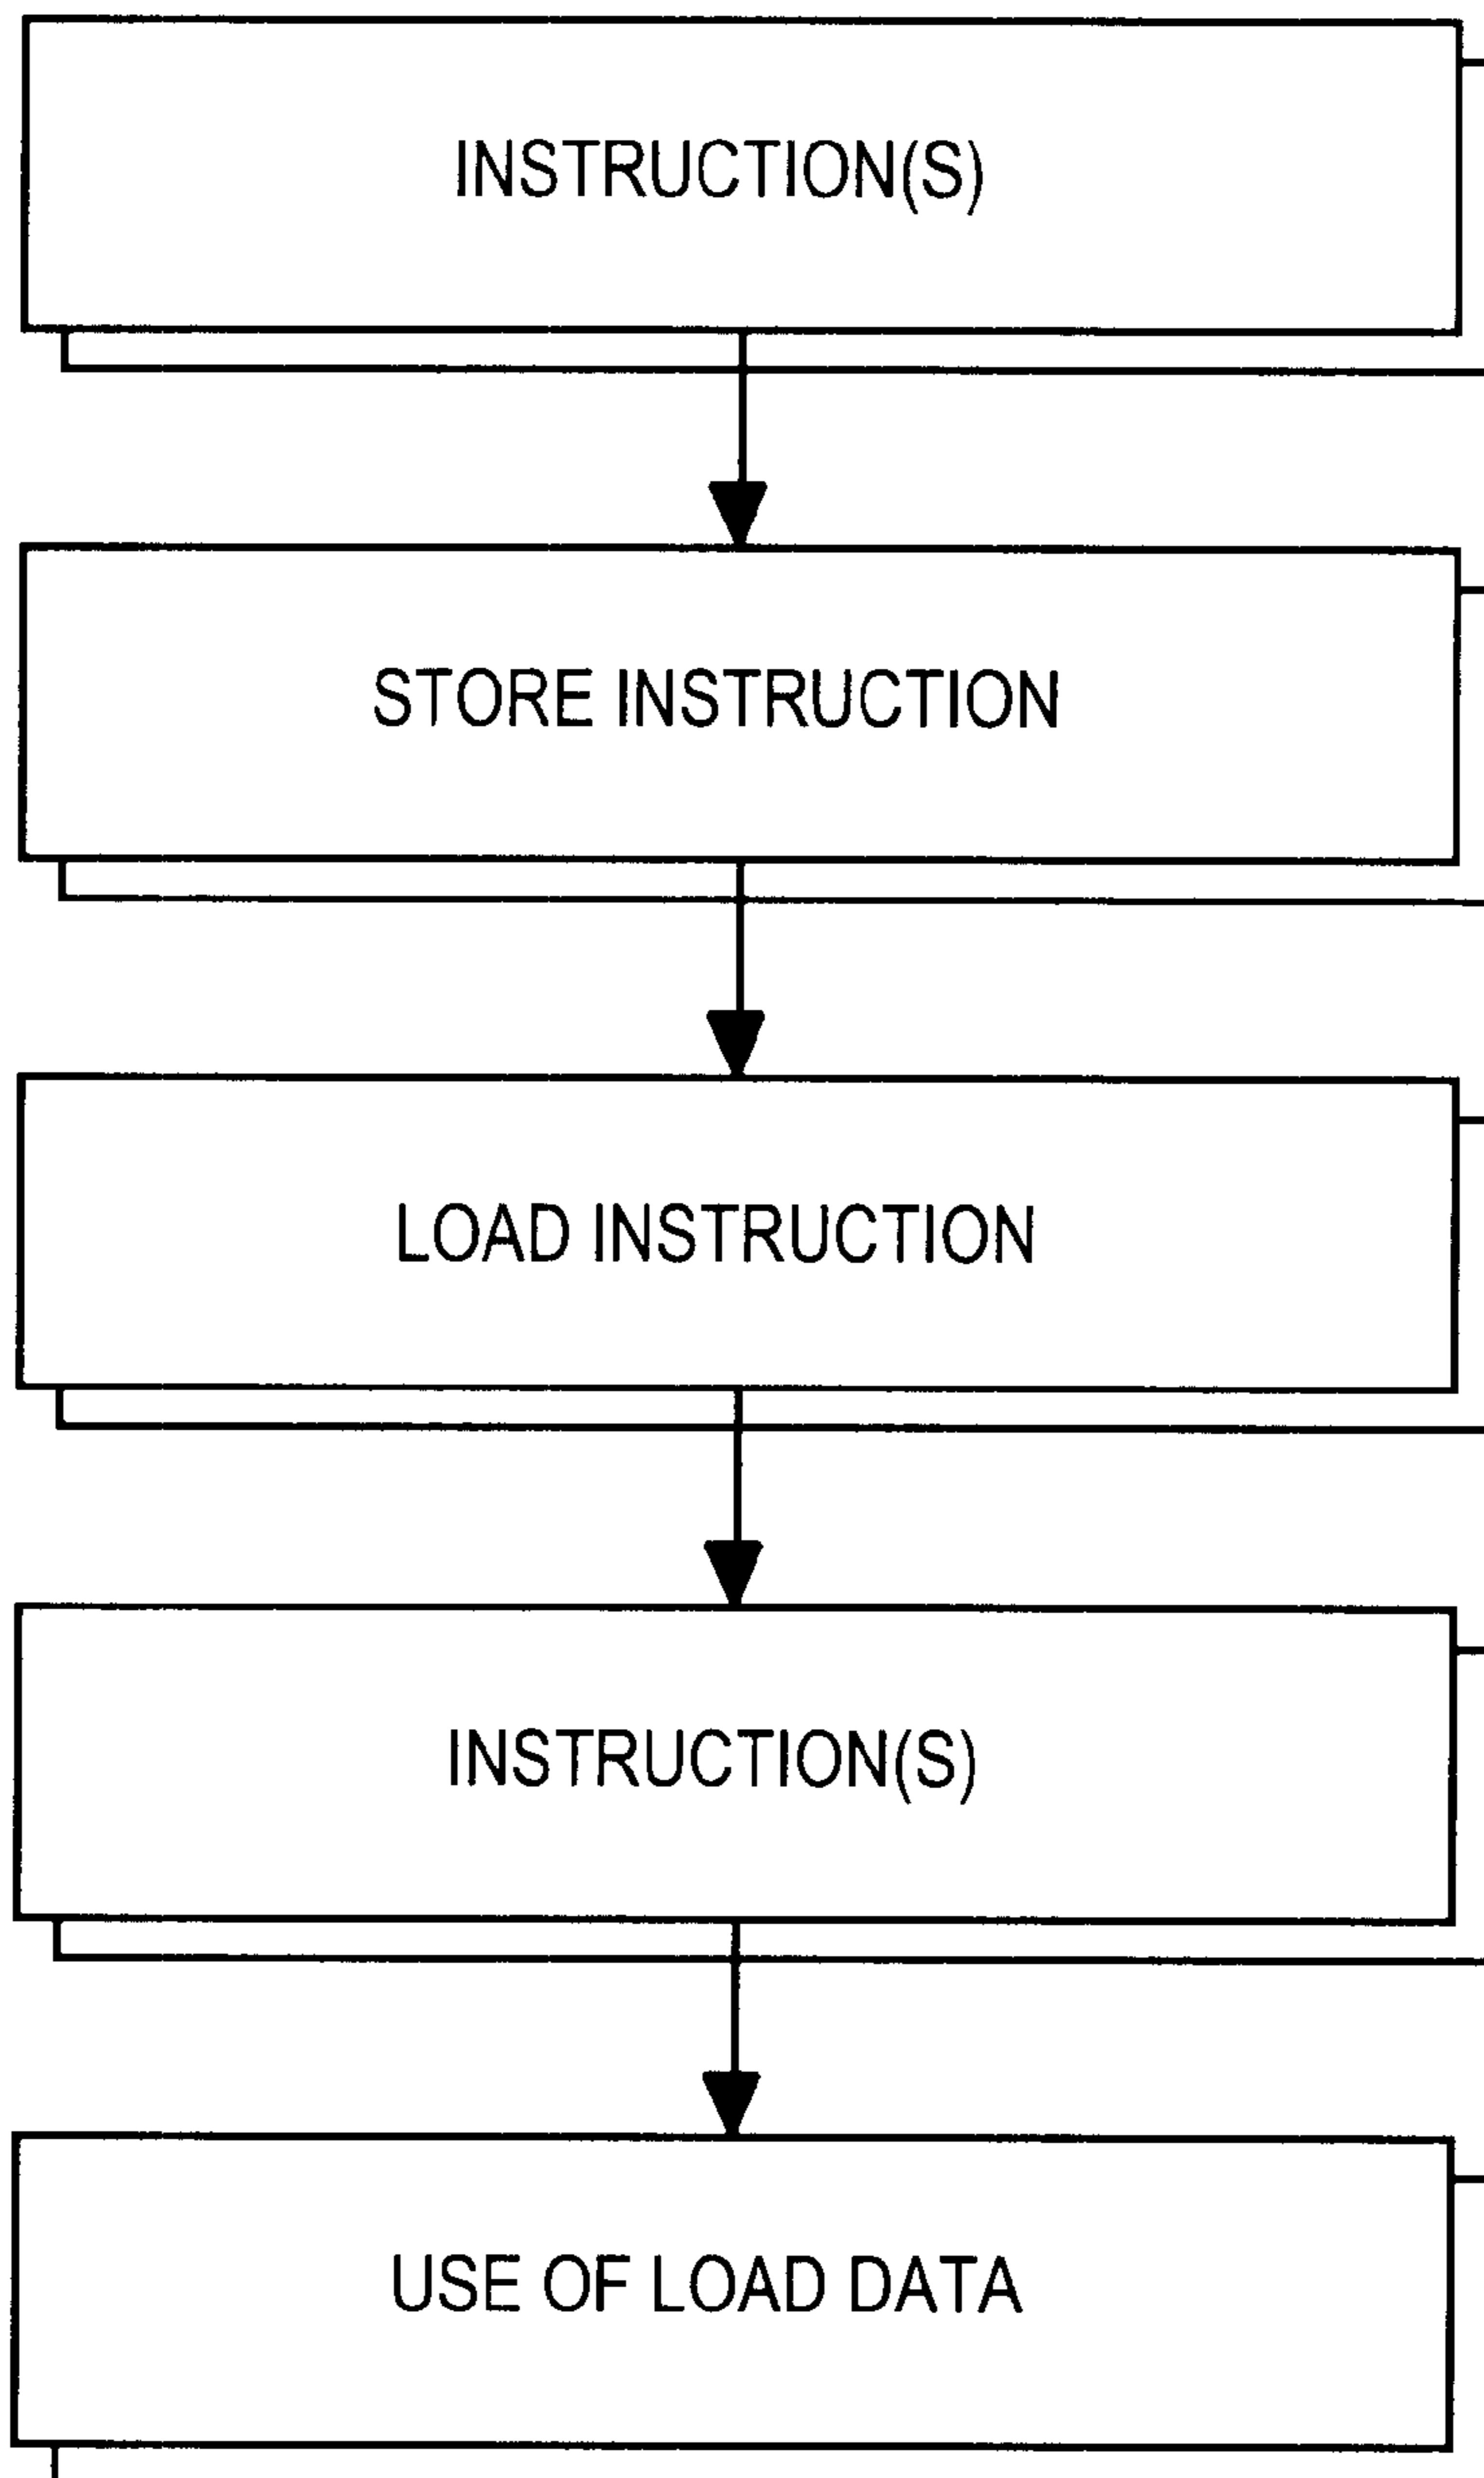 INSTRUCTION(S)
STORE INSTRUCTION
LOAD INSTRUCTION
INSTRUCTION(S)
USE OF LOAD DATA